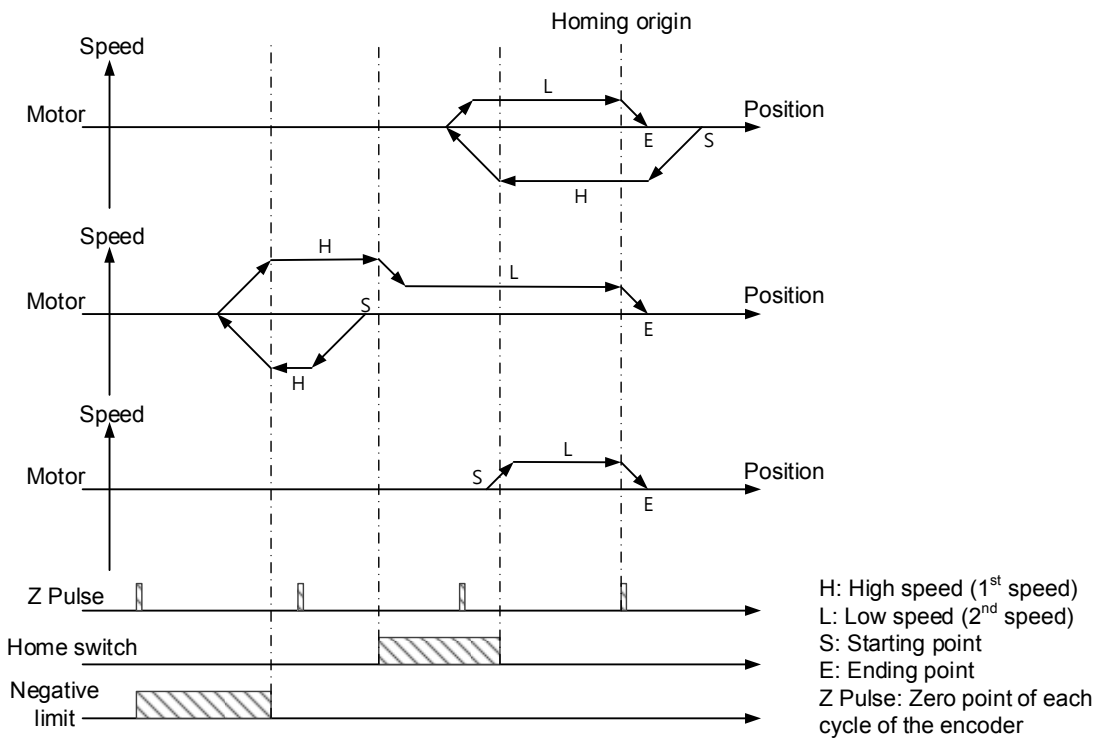 Homing origin
Speed
Motor
L
Position
E
S
H
Speed
H
Motor
S
L
Position
E
H
Speed
Motor
S
L
Position
E
Z Pulse
Home switch
Negative
limit
H: High speed (1st speed)
L: Low speed (2nd speed)
S: Starting point
E: Ending point
Z Pulse: Zero point of each
cycle of the encoder